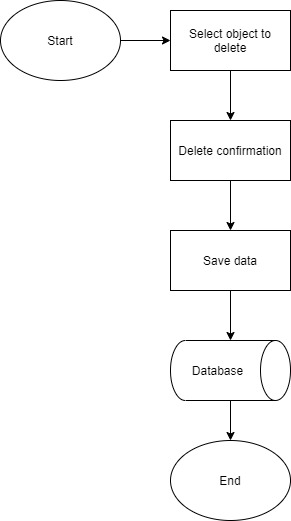 Start
Select object to
delete
Delete confirmation
Save data
Database
End